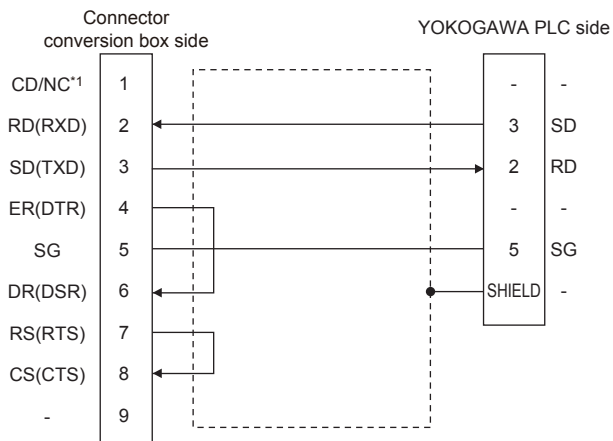 Connector
conversion box side
YOKOGAWA PLC side
CD/NC*1 1 - -
RD(RXD) 2 3 SD
SD(TXD) 3 2 RD
ER(DTR) 4 - -
SG 5 5 SG
DR(DSR) 6 SHIELD -
RS(RTS) 7
CS(CTS) 8
- 9